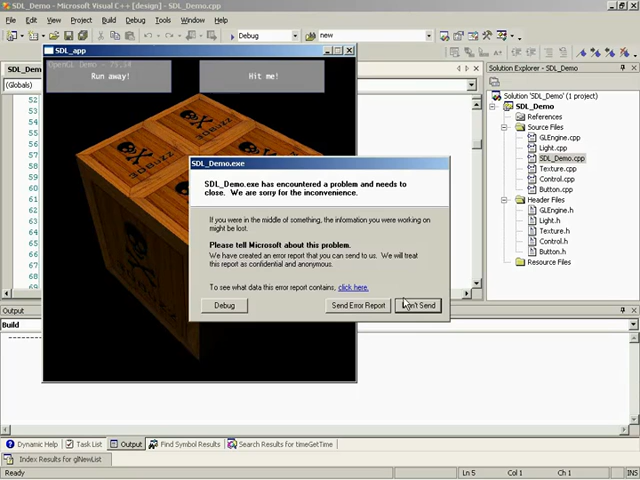 SDL_Demo - Microsoft Visual C++ [design] - SDL_Demo.cpp
File Edit View Project Build Debug Tools Window Help
Debug
new
SDL_app
OpenGL Demo - 75.14
Run away!
Hit me!
SDL_Dem
(Globals)
52
53
54
55
56
57
58
59
60
61
62
63
64
65
66
67
68
69
3DBUZZ
SDL_Demo.exe
SDL_Demo.exe has encountered a problem and needs to
close. We are sorry for the inconvenience.
If you were in the middle of something, the information you were working on
might be lost.
Please tell Microsoft about this problem.
We have created an error report that you can send to us. We will treat
this report as confidential and anonymous.
To see what data this error report contains, click here.
Debug
Send Error Report
Don't Send
Solution Explorer - SDL_Demo
Solution 'SDL_Demo' (1 project)
SDL_Demo
References
Source Files
GLEngine.cpp
Light.cpp
SDL_Demo.cpp
Texture.cpp
Control.cpp
Button.cpp
Header Files
GLEngine.h
Light.h
Texture.h
Control.h
Button.h
Resource Files
Output
Build
Dynamic Help
Task List
Output
Find Symbol Results
Search Results for timeGetTime
Index Results for glNewList
Ready
Ln 5
Col 1
Ch 1
INS